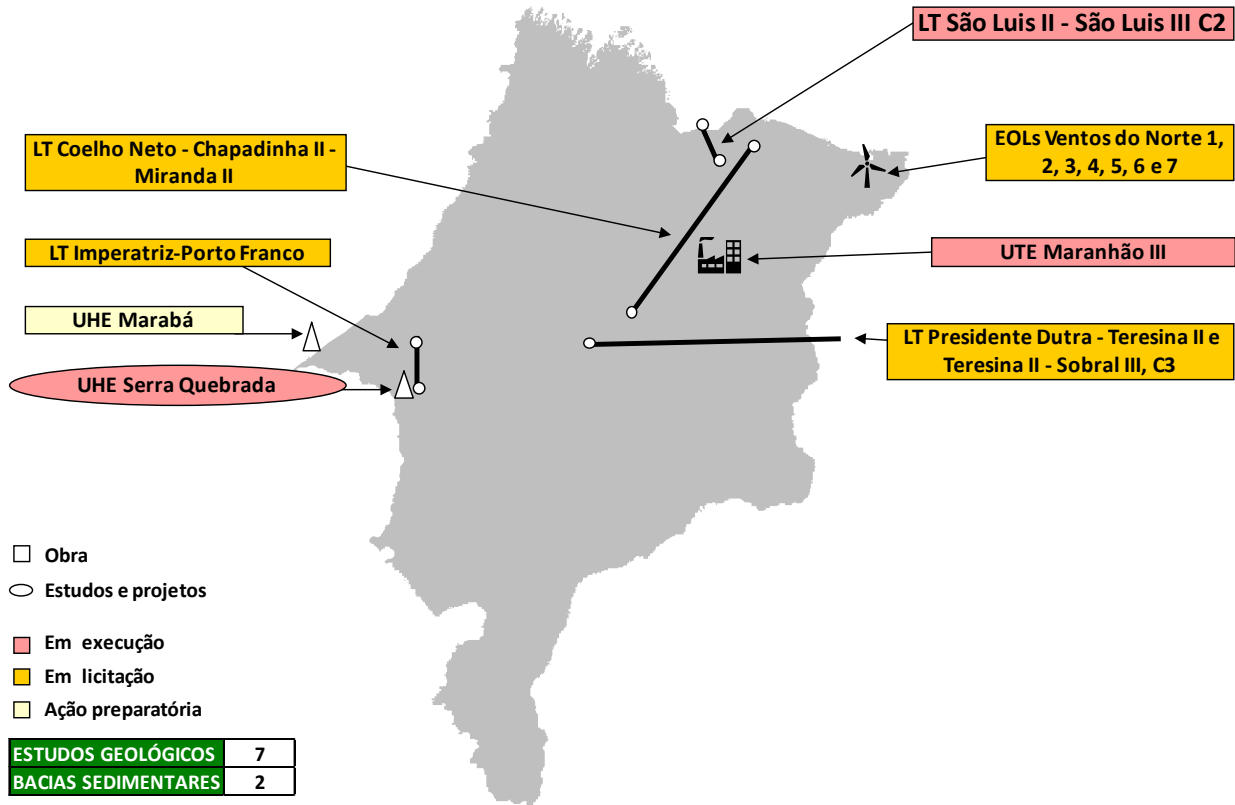 LT São Luis II - São Luis III C2
LT Coelho Neto - Chapadinha II -
Miranda II
EOLs Ventos do Norte 1,
2, 3, 4, 5, 6 e 7
LT Imperatriz-Porto Franco
UTE Maranhão III
UHE Marabá
LT Presidente Dutra - Teresina II e
Teresina II - Sobral III, C3
UHE Serra Quebrada
Obra
Estudos e projetos
Em execução
Em licitação
Ação preparatória
ESTUDOS GEOLÓGICOS 7
BACIAS SEDIMENTARES 2